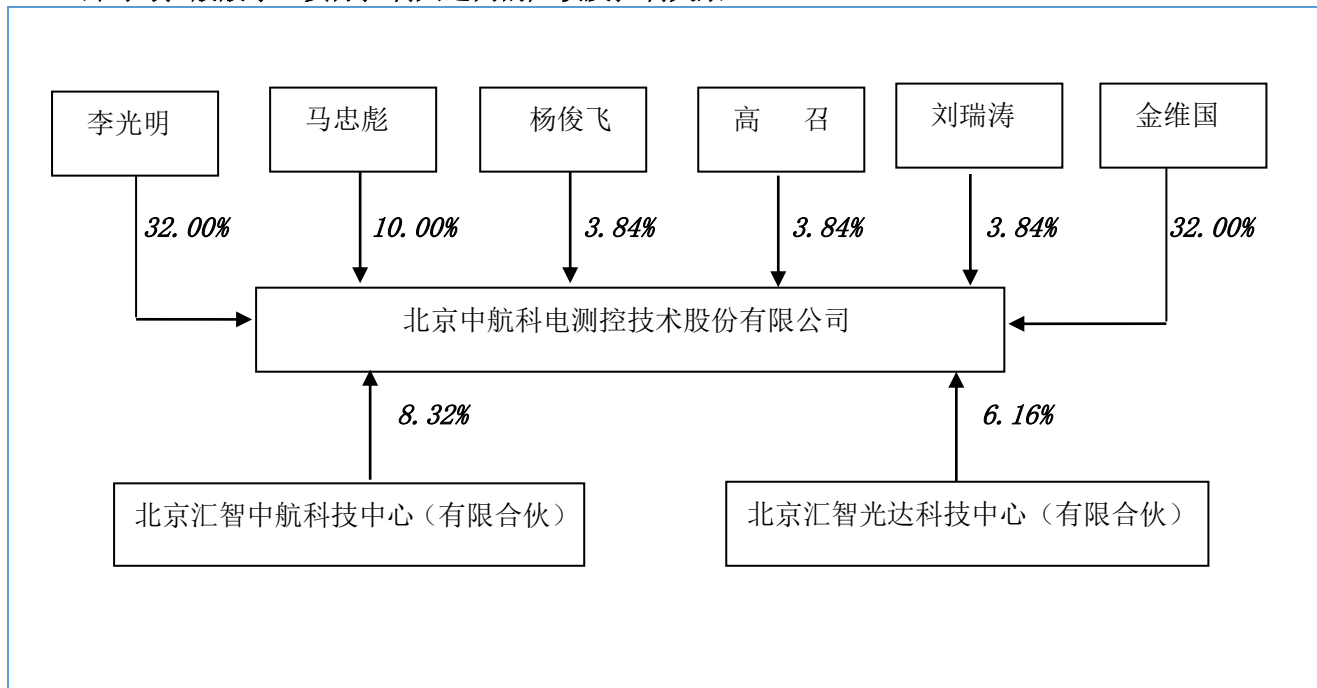 李光明
马忠彪
杨俊飞
高 召
刘瑞涛
金维国
32.00%
10.00%
3.84%
3.84%
3.84%
32.00%
北京中航科电测控技术股份有限公司
8.32%
6.16%
北京汇智中航科技中心（有限合伙）
北京汇智光达科技中心（有限合伙）